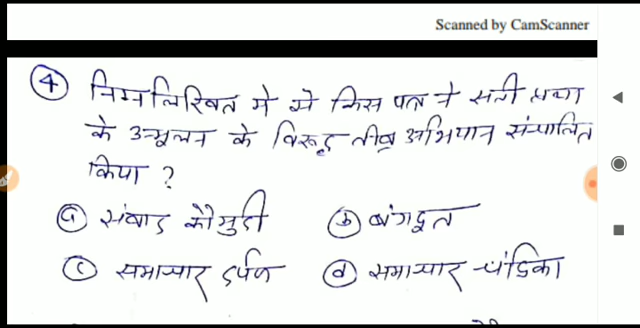 Scanned by CamScanner
④ निम्नलिखित में से किस पत्र ने सती प्रथा
के उन्मूलन के विरूद्ध तीव्र अभियान संचालित
किया ?
ⓐ संवाद कौमुदी ⓑ बंगदूत
ⓒ समाचार दर्पण ⓓ समाचार चंद्रिका